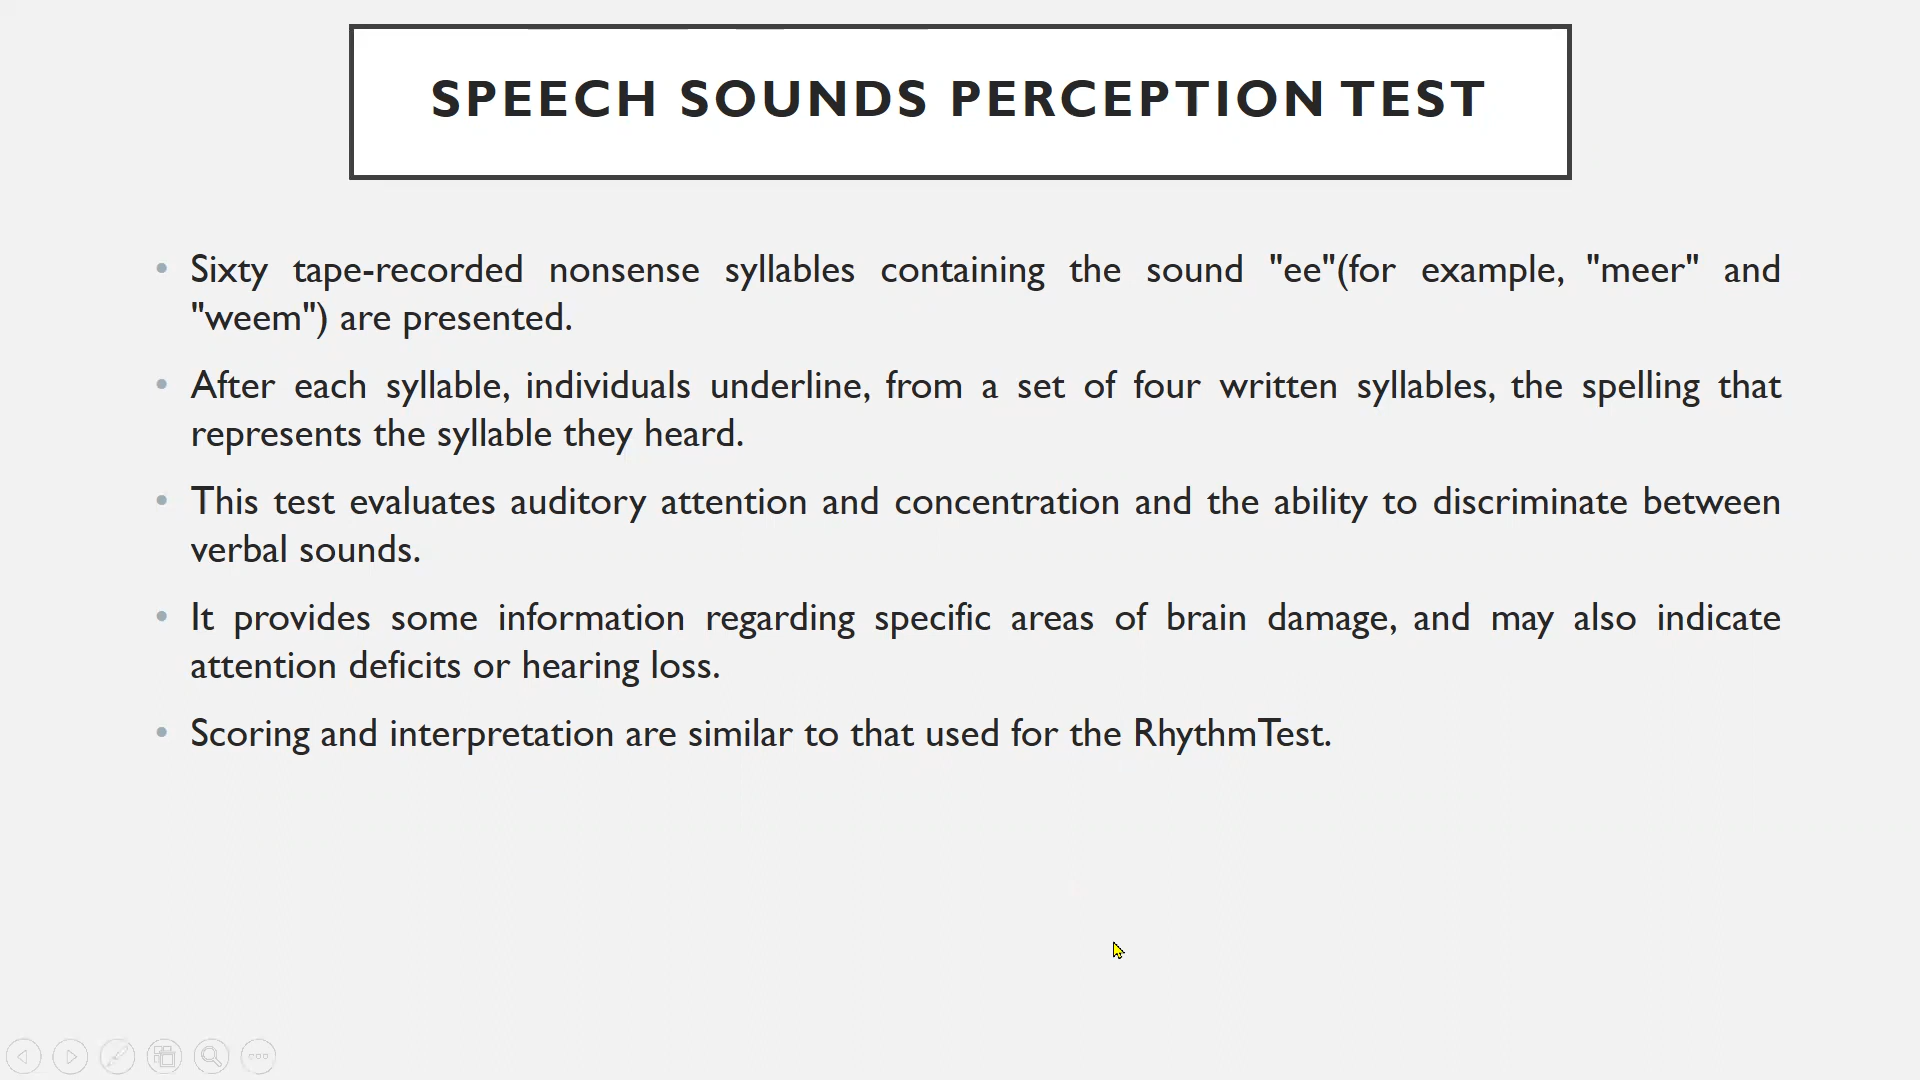 SPEECH SOUNDS PERCEPTION TEST
• Sixty tape-recorded nonsense syllables containing the sound "ee"(for example, "meer" and
"weem") are presented.
• After each syllable, individuals underline, from a set of four written syllables, the spelling that
represents the syllable they heard.
• This test evaluates auditory attention and concentration and the ability to discriminate between
verbal sounds.
• It provides some information regarding specific areas of brain damage, and may also indicate
attention deficits or hearing loss.
• Scoring and interpretation are similar to that used for the RhythmTest.